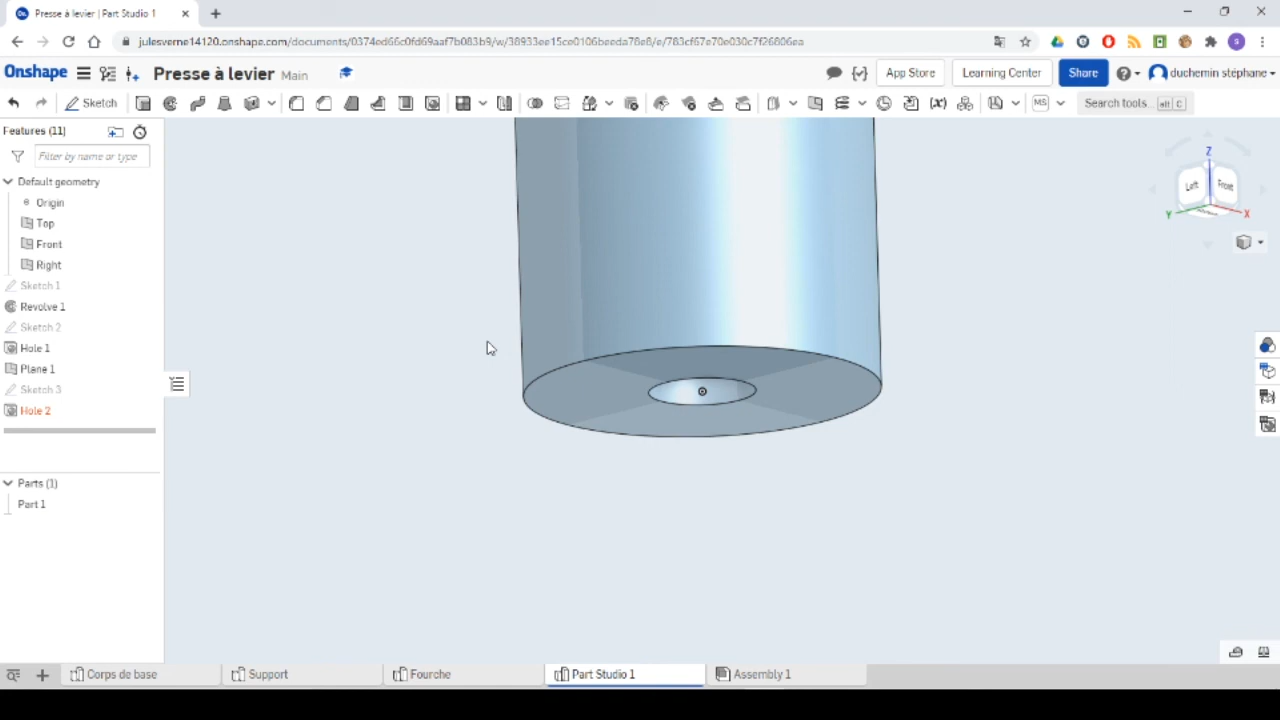 Presse à levier | Part Studio 1
julesverne14120.onshape.com/documents/0374ed66c0fd69aaf7b083b9/w/38933ee15ce0106beeda78e8/e/783cf67e70e030c7f26806ea
Onshape Presse à levier Main App Store Learning Center Share duchemin stéphane
Sketch MS Search tools... alt C
Features (11)
Filter by name or type
Default geometry
Origin
Top
Front
Right
Sketch 1
Revolve 1
Sketch 2
Hole 1
Plane 1
Sketch 3
Hole 2
Parts (1)
Part 1
Z
Left Front
Y X
Corps de base Support Fourche Part Studio 1 Assembly 1